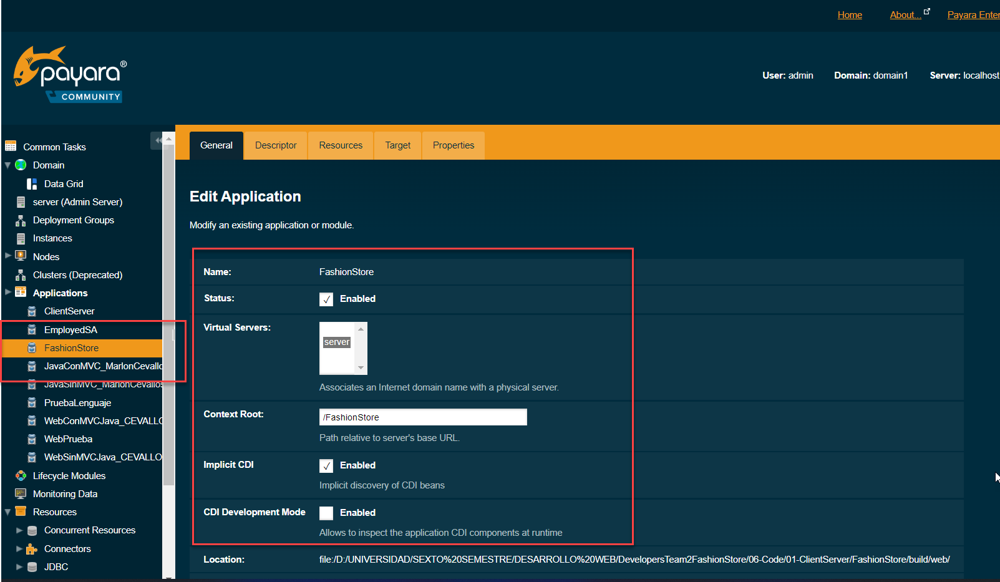 Home
About...
Payara Enter
payara®
COMMUNITY
User: admin
Domain: domain1
Server: localhost
Common Tasks
Domain
Data Grid
server (Admin Server)
Deployment Groups
Instances
Nodes
Clusters (Deprecated)
Applications
ClientServer
EmployedSA
FashionStore
JavaConMVC_MarlonCevallo
JavaSinMVC_MarlonCevallos
PruebaLenguaje
WebConMVCJava_CEVALLO
WebPrueba
WebSinMVCJava_CEVALLO
Lifecycle Modules
Monitoring Data
Resources
Concurrent Resources
Connectors
JDBC
General
Descriptor
Resources
Target
Properties
Edit Application
Modify an existing application or module.
Name: FashionStore
Status: Enabled
Virtual Servers: server
Associates an Internet domain name with a physical server.
Context Root: /FashionStore
Path relative to server's base URL.
Implicit CDI Enabled
Implicit discovery of CDI beans
CDI Development Mode Enabled
Allows to inspect the application CDI components at runtime
Location: file:/D:/UNIVERSIDAD/SEXTO%20SEMESTRE/DESARROLLO%20WEB/DevelopersTeam2FashionStore/06-Code/01-ClientServer/FashionStore/build/web/